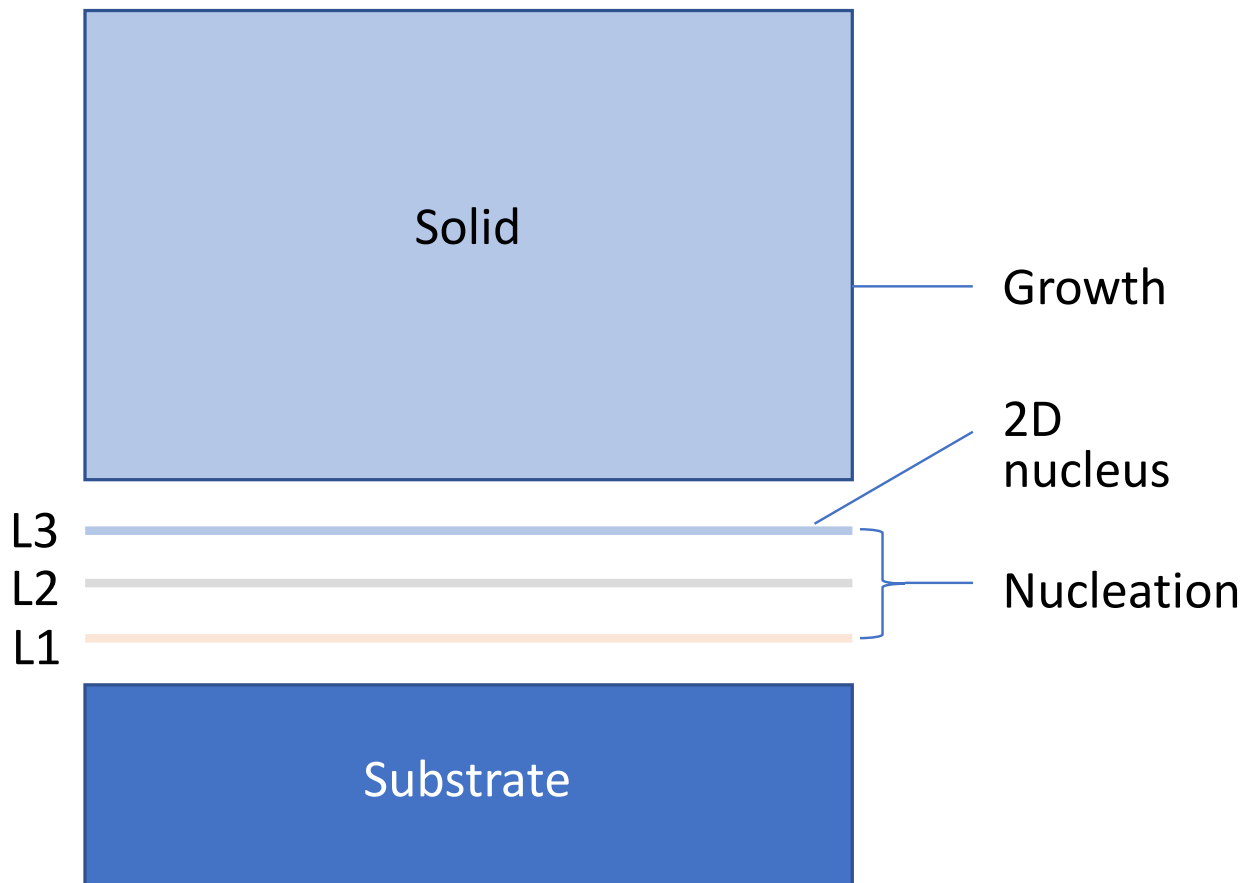 Solid
Growth
2D
nucleus
L3
L2
Nucleation
L1
Substrate